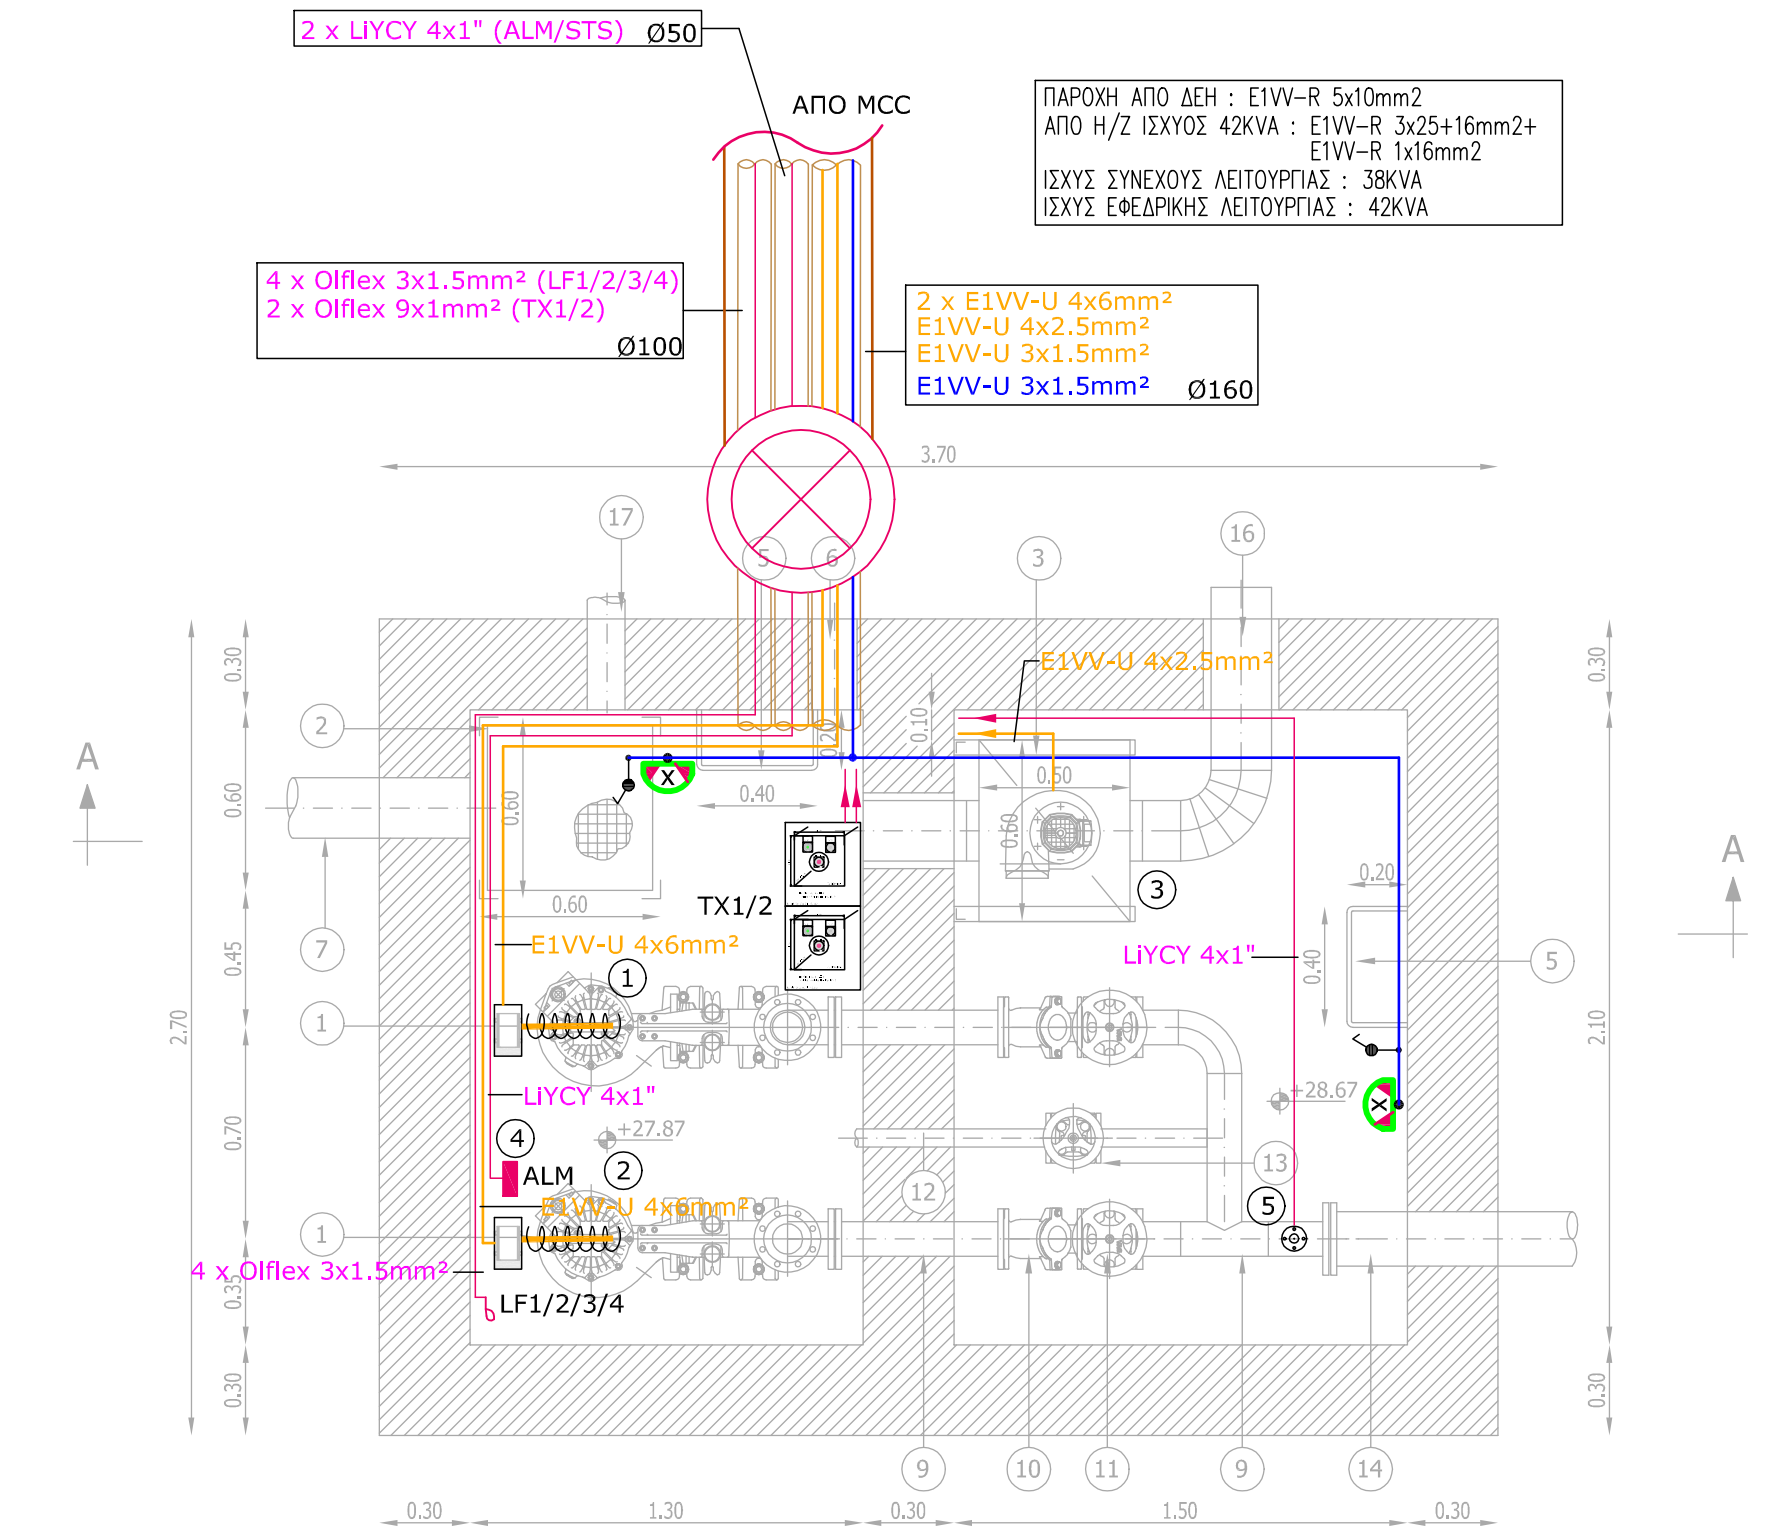 2 x LiYCY 4x1" (ALM/STS) Ø50
ΑΠΟ MCC
ΠΑΡΟΧΗ ΑΠΟ ΔΕΗ : E1VV-R 5x10mm2
ΑΠΟ Η/Ζ ΙΣΧΥΟΣ 42KVA : E1VV-R 3x25+16mm2+
E1VV-R 1x16mm2
ΙΣΧΥΣ ΣΥΝΕΧΟΥΣ ΛΕΙΤΟΥΡΓΙΑΣ : 38KVA
ΙΣΧΥΣ ΕΦΕΔΡΙΚΗΣ ΛΕΙΤΟΥΡΓΙΑΣ : 42KVA
4 x Olflex 3x1.5mm² (LF1/2/3/4)
2 x Olflex 9x1mm² (TX1/2)
Ø100
2 x E1VV-U 4x6mm²
E1VV-U 4x2.5mm²
E1VV-U 3x1.5mm²
E1VV-U 3x1.5mm² Ø160
3.70
17
5
6
3
16
0.30
0.30
E1VV-U 4x2.5mm²
2
0.10
0.20
A
0.60
0.60
0.40
0.50
0.60
X
A
0.20
0.60
TX1/2
3
7
0.45
E1VV-U 4x6mm²
LiYCY 4x1"
0.40
5
1
1
2.70
2.10
LiYCY 4x1"
+28.67
X
0.70
4
+27.87
2
ALM
13
12
E1VV-U 4x6mm²
5
1
4 x Olflex 3x1.5mm²
0.35
LF1/2/3/4
0.30
0.30
9
10
11
9
14
0.30
1.30
0.30
1.50
0.30